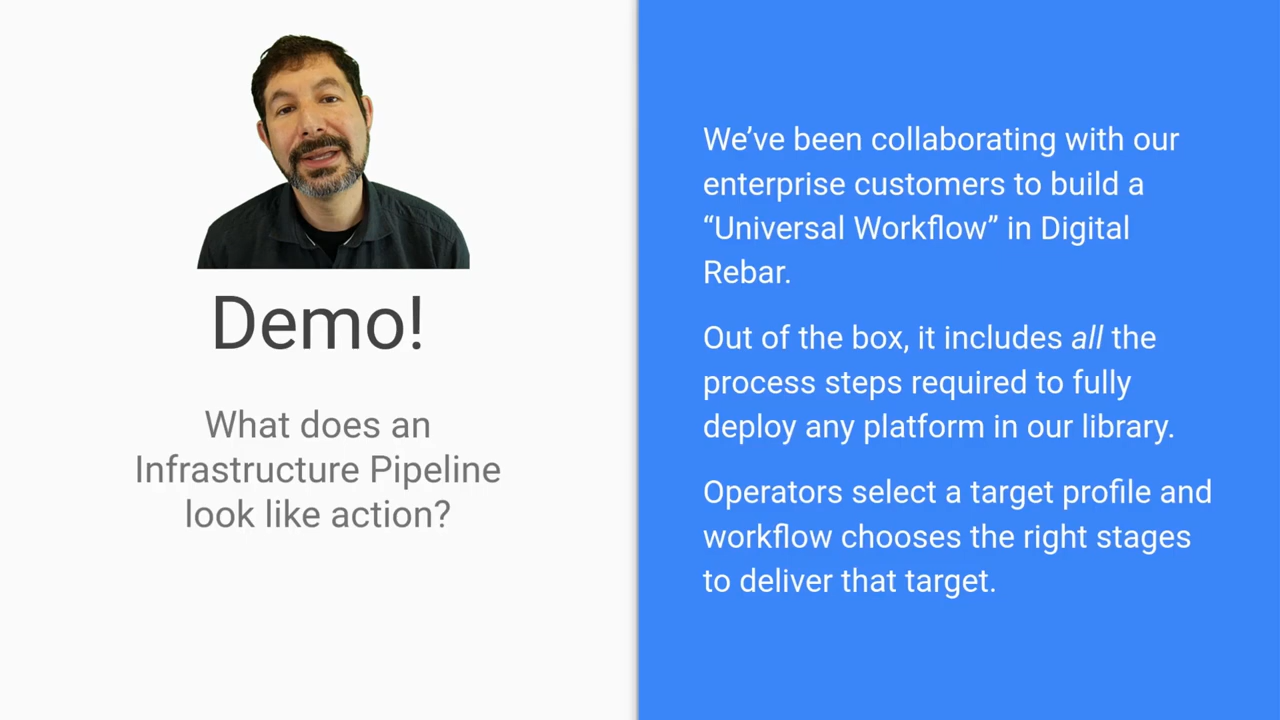 Demo!
What does an
Infrastructure Pipeline
look like action?
We’ve been collaborating with our
enterprise customers to build a
“Universal Workflow” in Digital
Rebar.
Out of the box, it includes all the
process steps required to fully
deploy any platform in our library.
Operators select a target profile and
workflow chooses the right stages
to deliver that target.